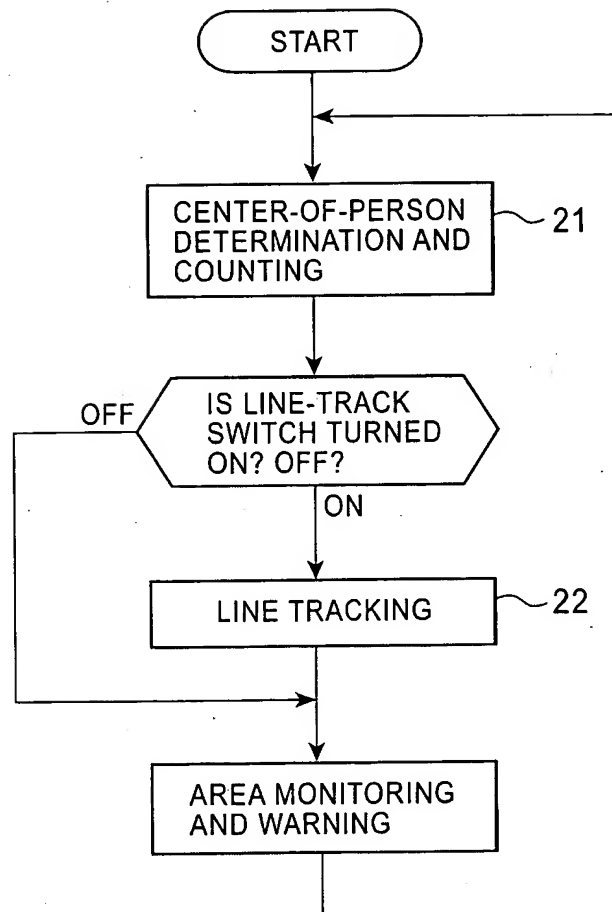 START
CENTER-OF-PERSON
DETERMINATION AND
COUNTING
21
OFF
IS LINE-TRACK
SWITCH TURNED
ON? OFF?
ON
LINE TRACKING
22
AREA MONITORING
AND WARNING